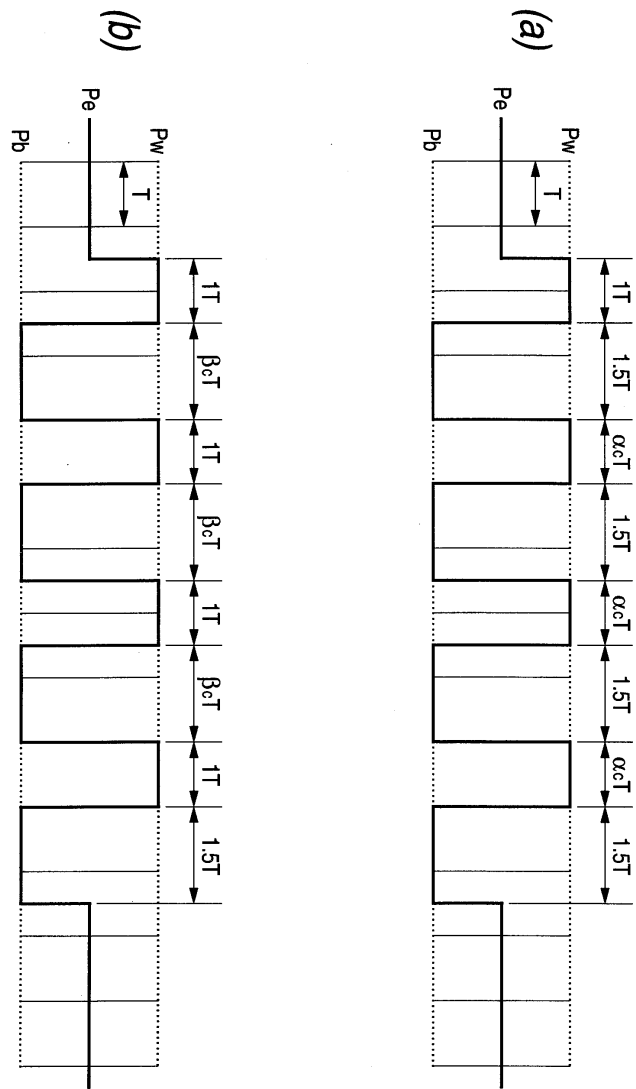 (a)
1T 1.5T αcT 1.5T αcT 1.5T αcT 1.5T
Pw
T
Pe
Pb
(b)
1T βcT 1T βcT 1T βcT 1T 1.5T
Pw
T
Pe
Pb